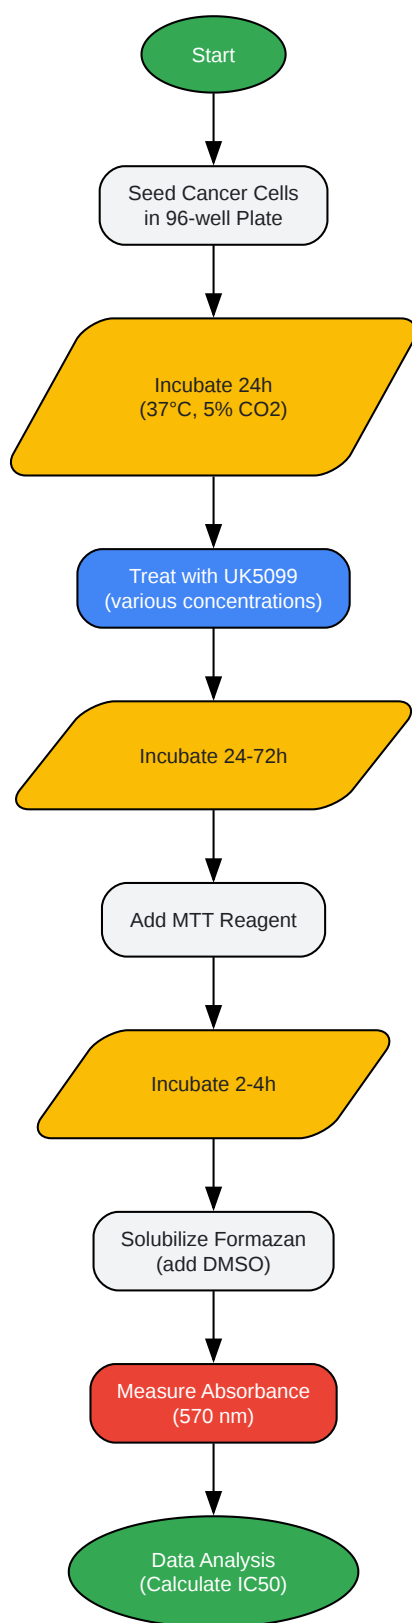 Start
Seed Cancer Cells
in 96-well Plate
Incubate 24h
(37°C, 5% CO2)
Treat with UK5099
(various concentrations)
Incubate 24-72h
Add MTT Reagent
Incubate 2-4h
Solubilize Formazan
(add DMSO)
Measure Absorbance
(570 nm)
Data Analysis
(Calculate IC50)